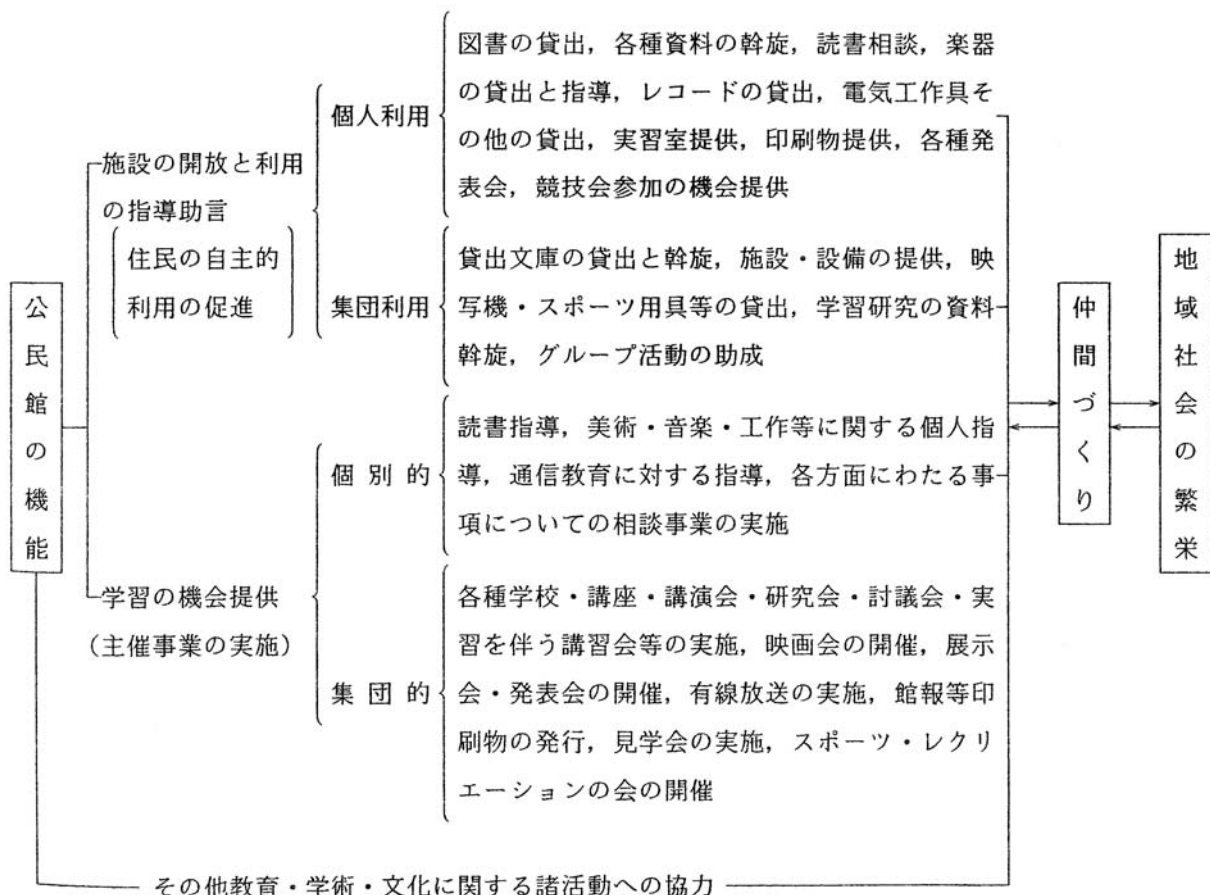 公民館の機能
施設の開放と利用
の指導助言
住民の自主的
利用の促進
個人利用
図書の貸出，各種資料の斡旋，読書相談，楽器
の貸出と指導，レコードの貸出，電気工作具そ
の他の貸出，実習室提供，印刷物提供，各種発
表会，競技会参加の機会提供
集団利用
貸出文庫の貸出と斡旋，施設・設備の提供，映
写機・スポーツ用具等の貸出，学習研究の資料
斡旋，グループ活動の助成
学習の機会提供
（主催事業の実施）
個別的
読書指導，美術・音楽・工作等に関する個人指
導，通信教育に対する指導，各方面にわたる事
項についての相談事業の実施
集団的
各種学校・講座・講演会・研究会・討議会・実
習を伴う講習会等の実施，映画会の開催，展示
会・発表会の開催，有線放送の実施，館報等印
刷物の発行，見学会の実施，スポーツ・レクリ
エーションの会の開催
その他教育・学術・文化に関する諸活動への協力
仲間づくり
地域社会の繁栄